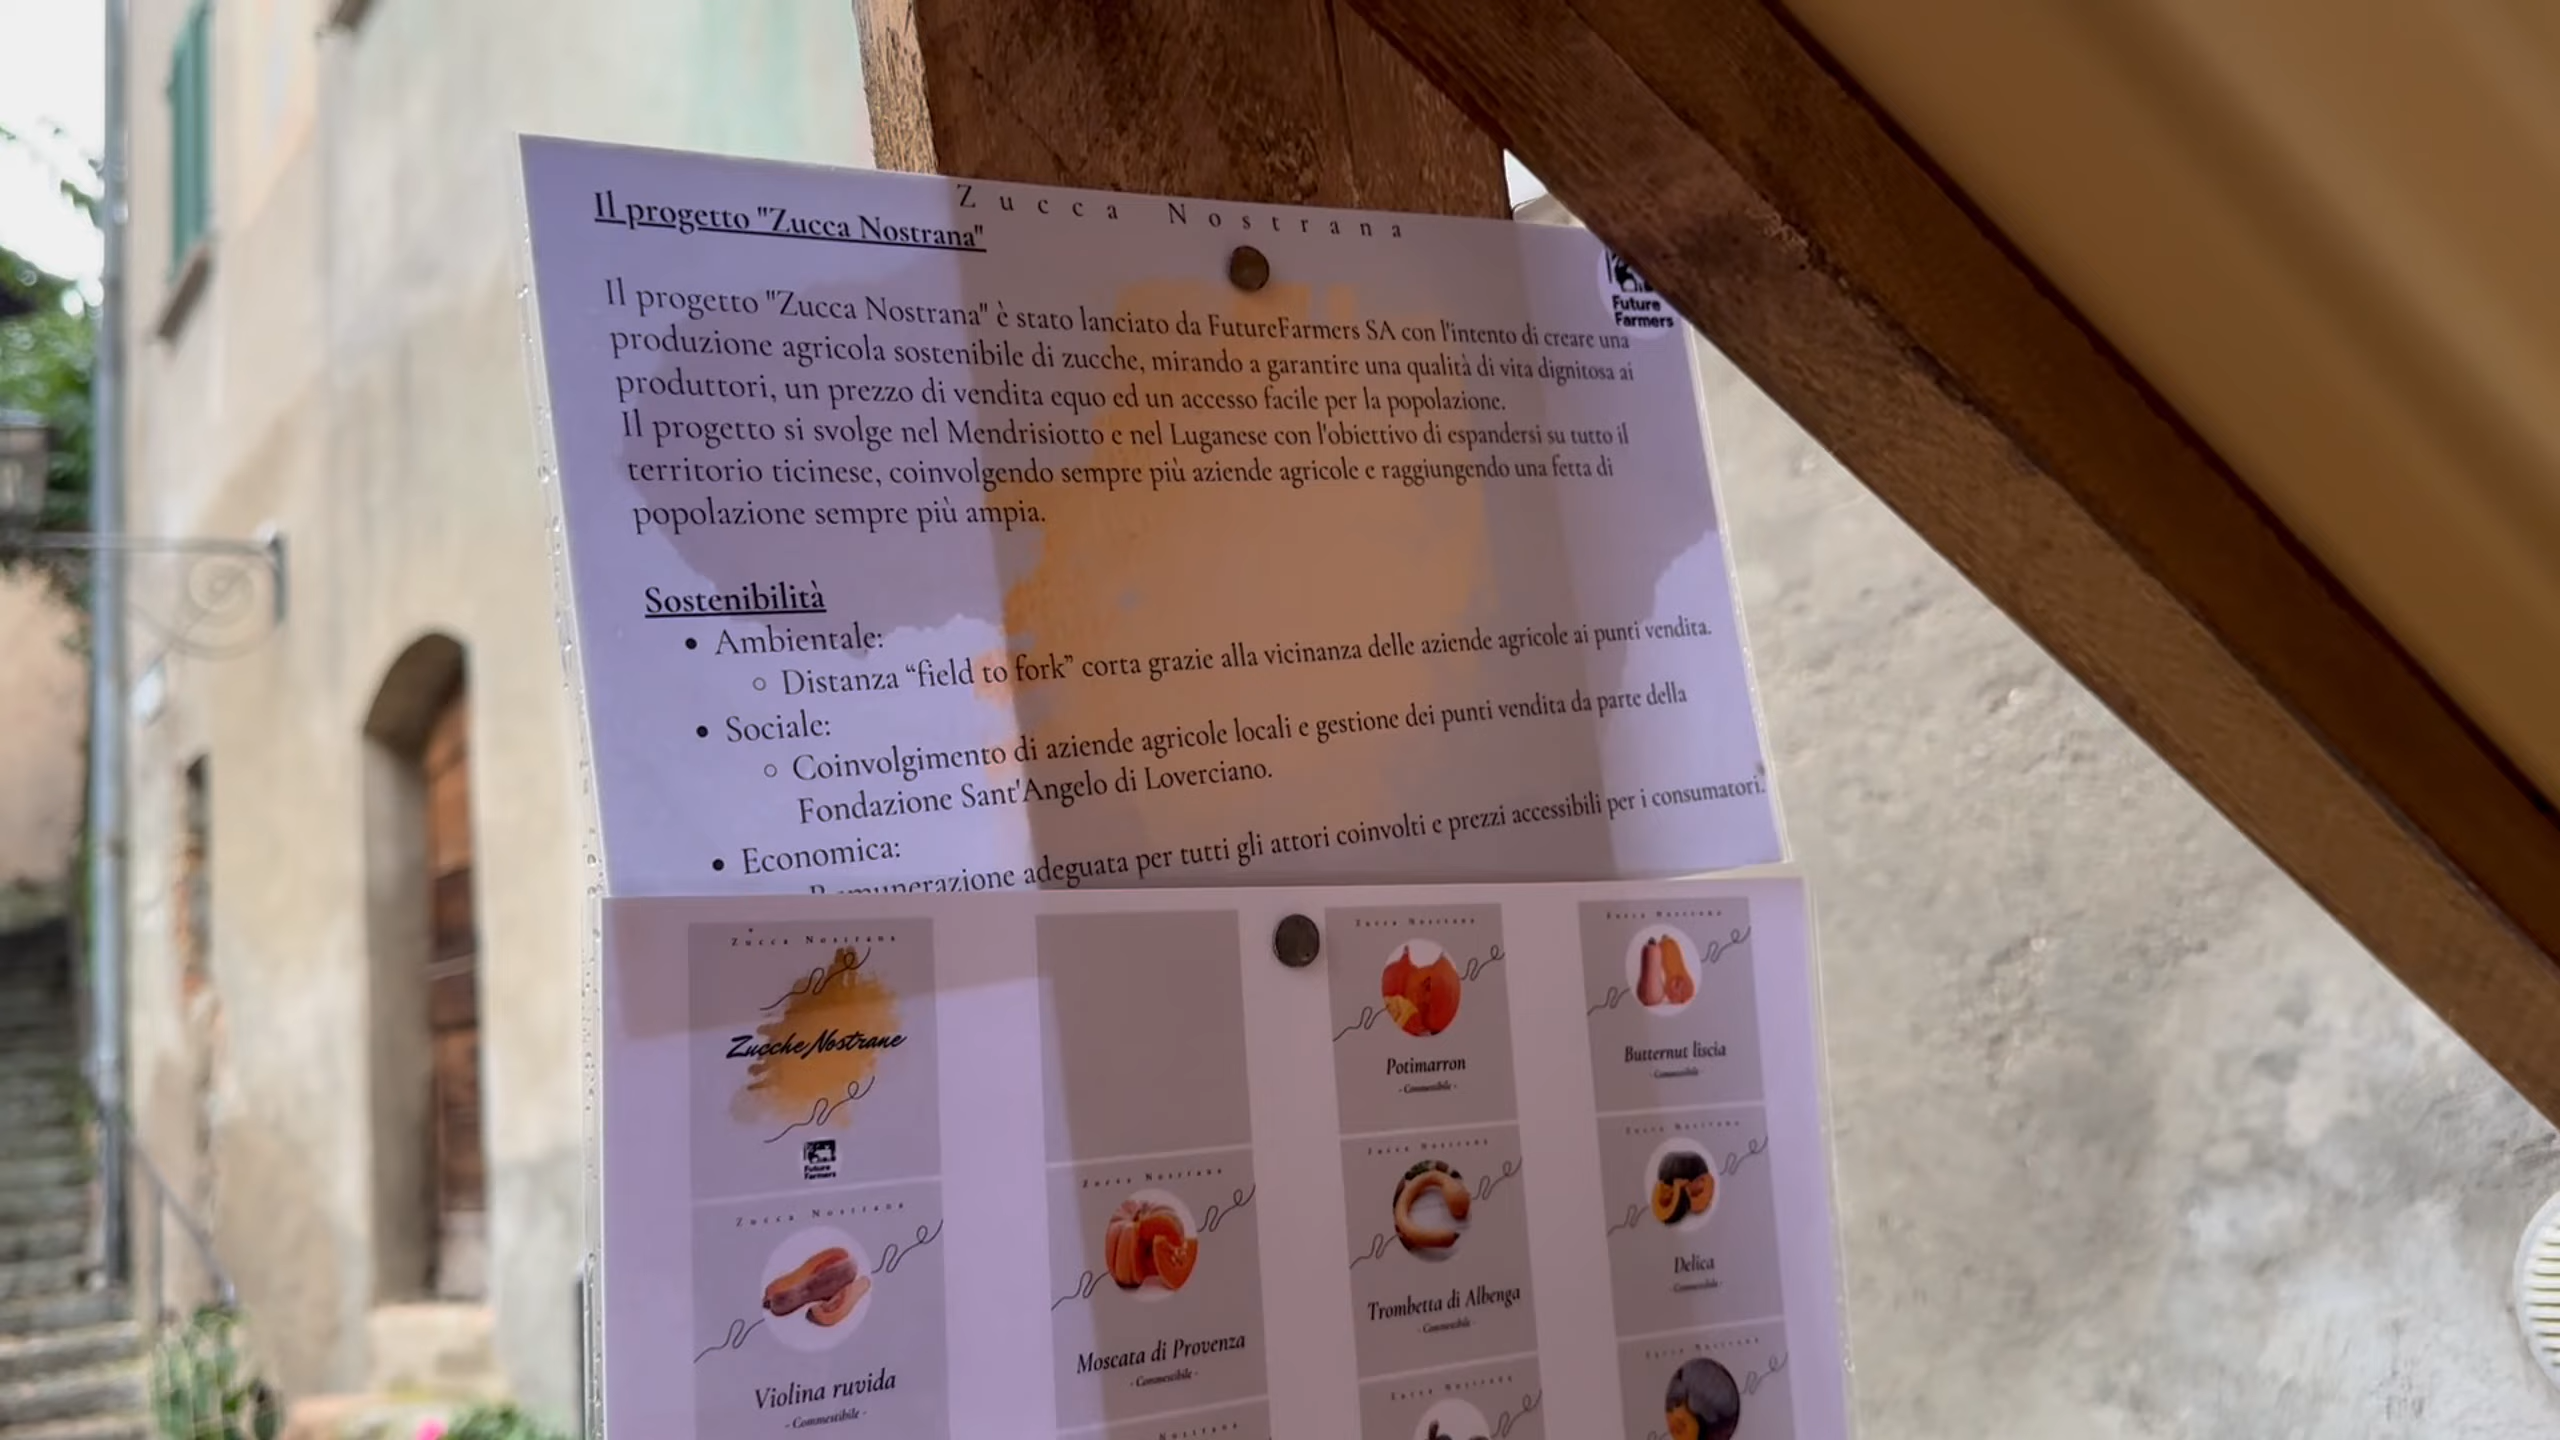 Zucca Nostrana
Il progetto "Zucca Nostrana"
Future
Farmers
Il progetto "Zucca Nostrana" è stato lanciato da FutureFarmers SA con l'intento di creare una
produzione agricola sostenibile di zucche, mirando a garantire una qualità di vita dignitosa ai
produttori, un prezzo di vendita equo ed un accesso facile per la popolazione.
Il progetto si svolge nel Mendrisiotto e nel Luganese con l'obiettivo di espandersi su tutto il
territorio ticinese, coinvolgendo sempre più aziende agricole e raggiungendo una fetta di
popolazione sempre più ampia.
Sostenibilità
• Ambientale:
○ Distanza “field to fork” corta grazie alla vicinanza delle aziende agricole ai punti vendita.
• Sociale:
○ Coinvolgimento di aziende agricole locali e gestione dei punti vendita da parte della
Fondazione Sant'Angelo di Loverciano.
• Economica:
Remunerazione adeguata per tutti gli attori coinvolti e prezzi accessibili per i consumatori.
Zucca Nostrana
Zucche Nostrane
Future
Farmers
Zucca Nostrana
Potimarron
- Commestibile -
Zucca Nostrana
Butternut liscia
- Commestibile -
Zucca Nostrana
Violina ruvida
- Commestibile -
Zucca Nostrana
Moscata di Provenza
- Commestibile -
Zucca Nostrana
Trombetta di Albenga
- Commestibile -
Zucca Nostrana
Delica
- Commestibile -
Nostrana
Zucca Nostrana
Zucca Nostrana